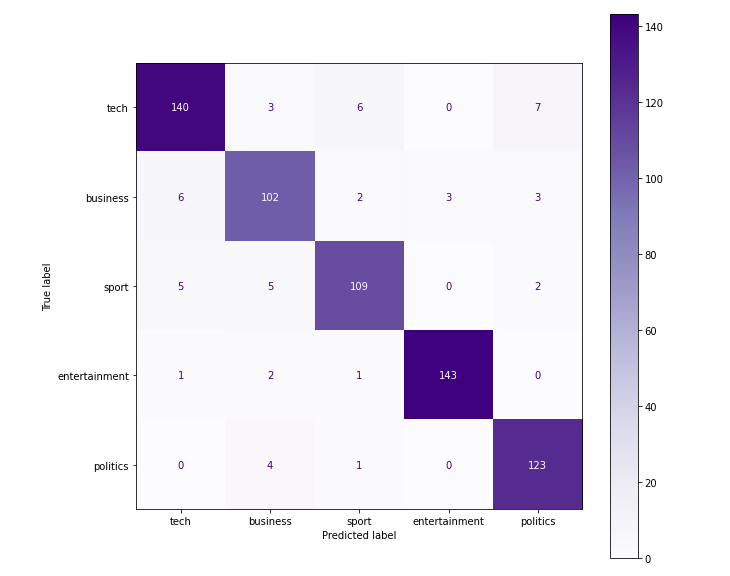 140
120
100
80
60
40
20
0
tech 140 3 6 0 7
business 6 102 2 3 3
sport 5 5 109 0 2
entertainment 1 2 1 143 0
politics 0 4 1 0 123
tech business sport entertainment politics
Predicted label
True label